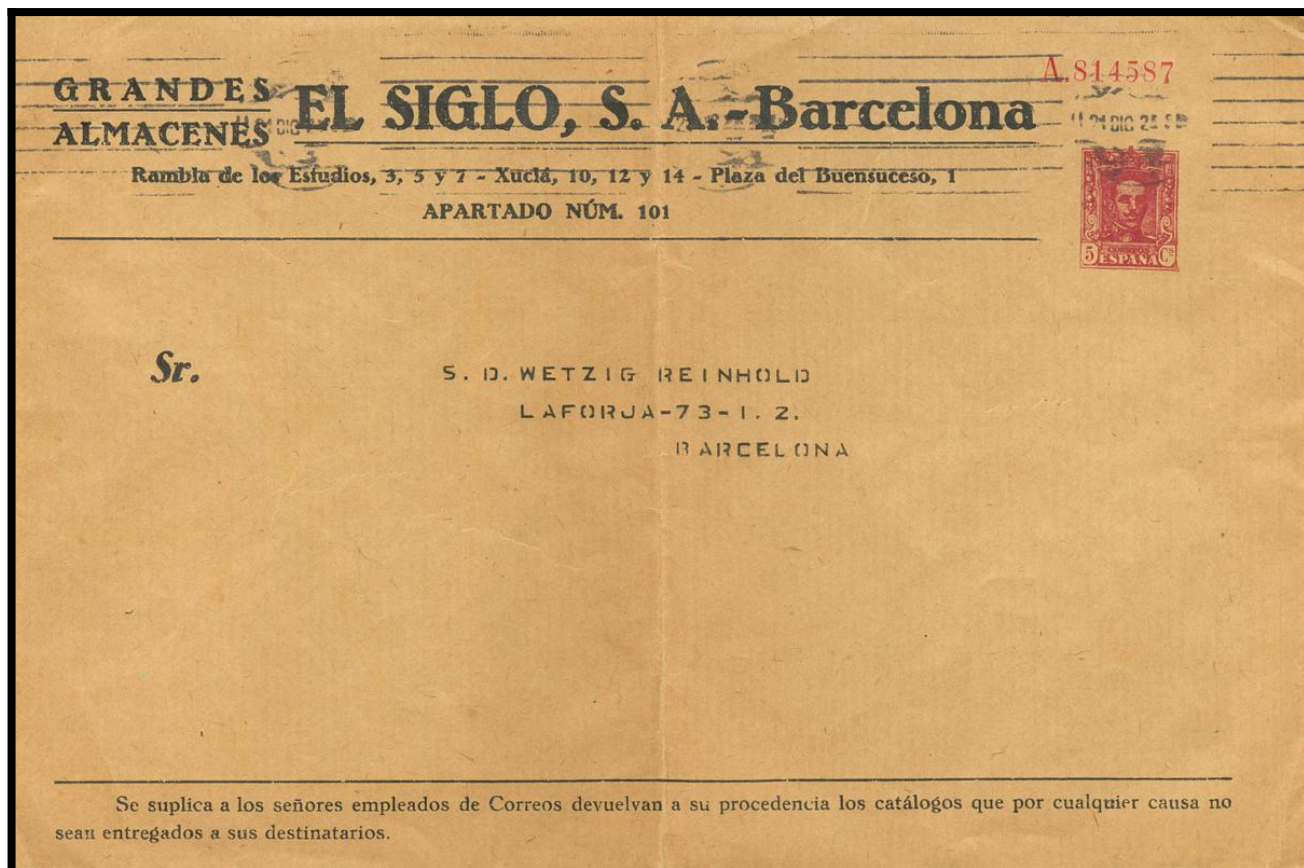 A.814587
GRANDES
ALMACENES
EL SIGLO, S. A.-Barcelona
Rambla de los Estudios, 3, 5 y 7 - Xuclá, 10, 12 y 14 - Plaza del Buensuceso, 1
APARTADO NÚM. 101
21 DIC
CORREOS
5 ESPAÑA Cs
Sr.
S. D. WETZIG REINHOLD
LAFORJA-73-1. 2.
BARCELONA
Se suplica a los señores empleados de Correos devuelvan a su procedencia los catálogos que por cualquier causa no
sean entregados a sus destinatarios.